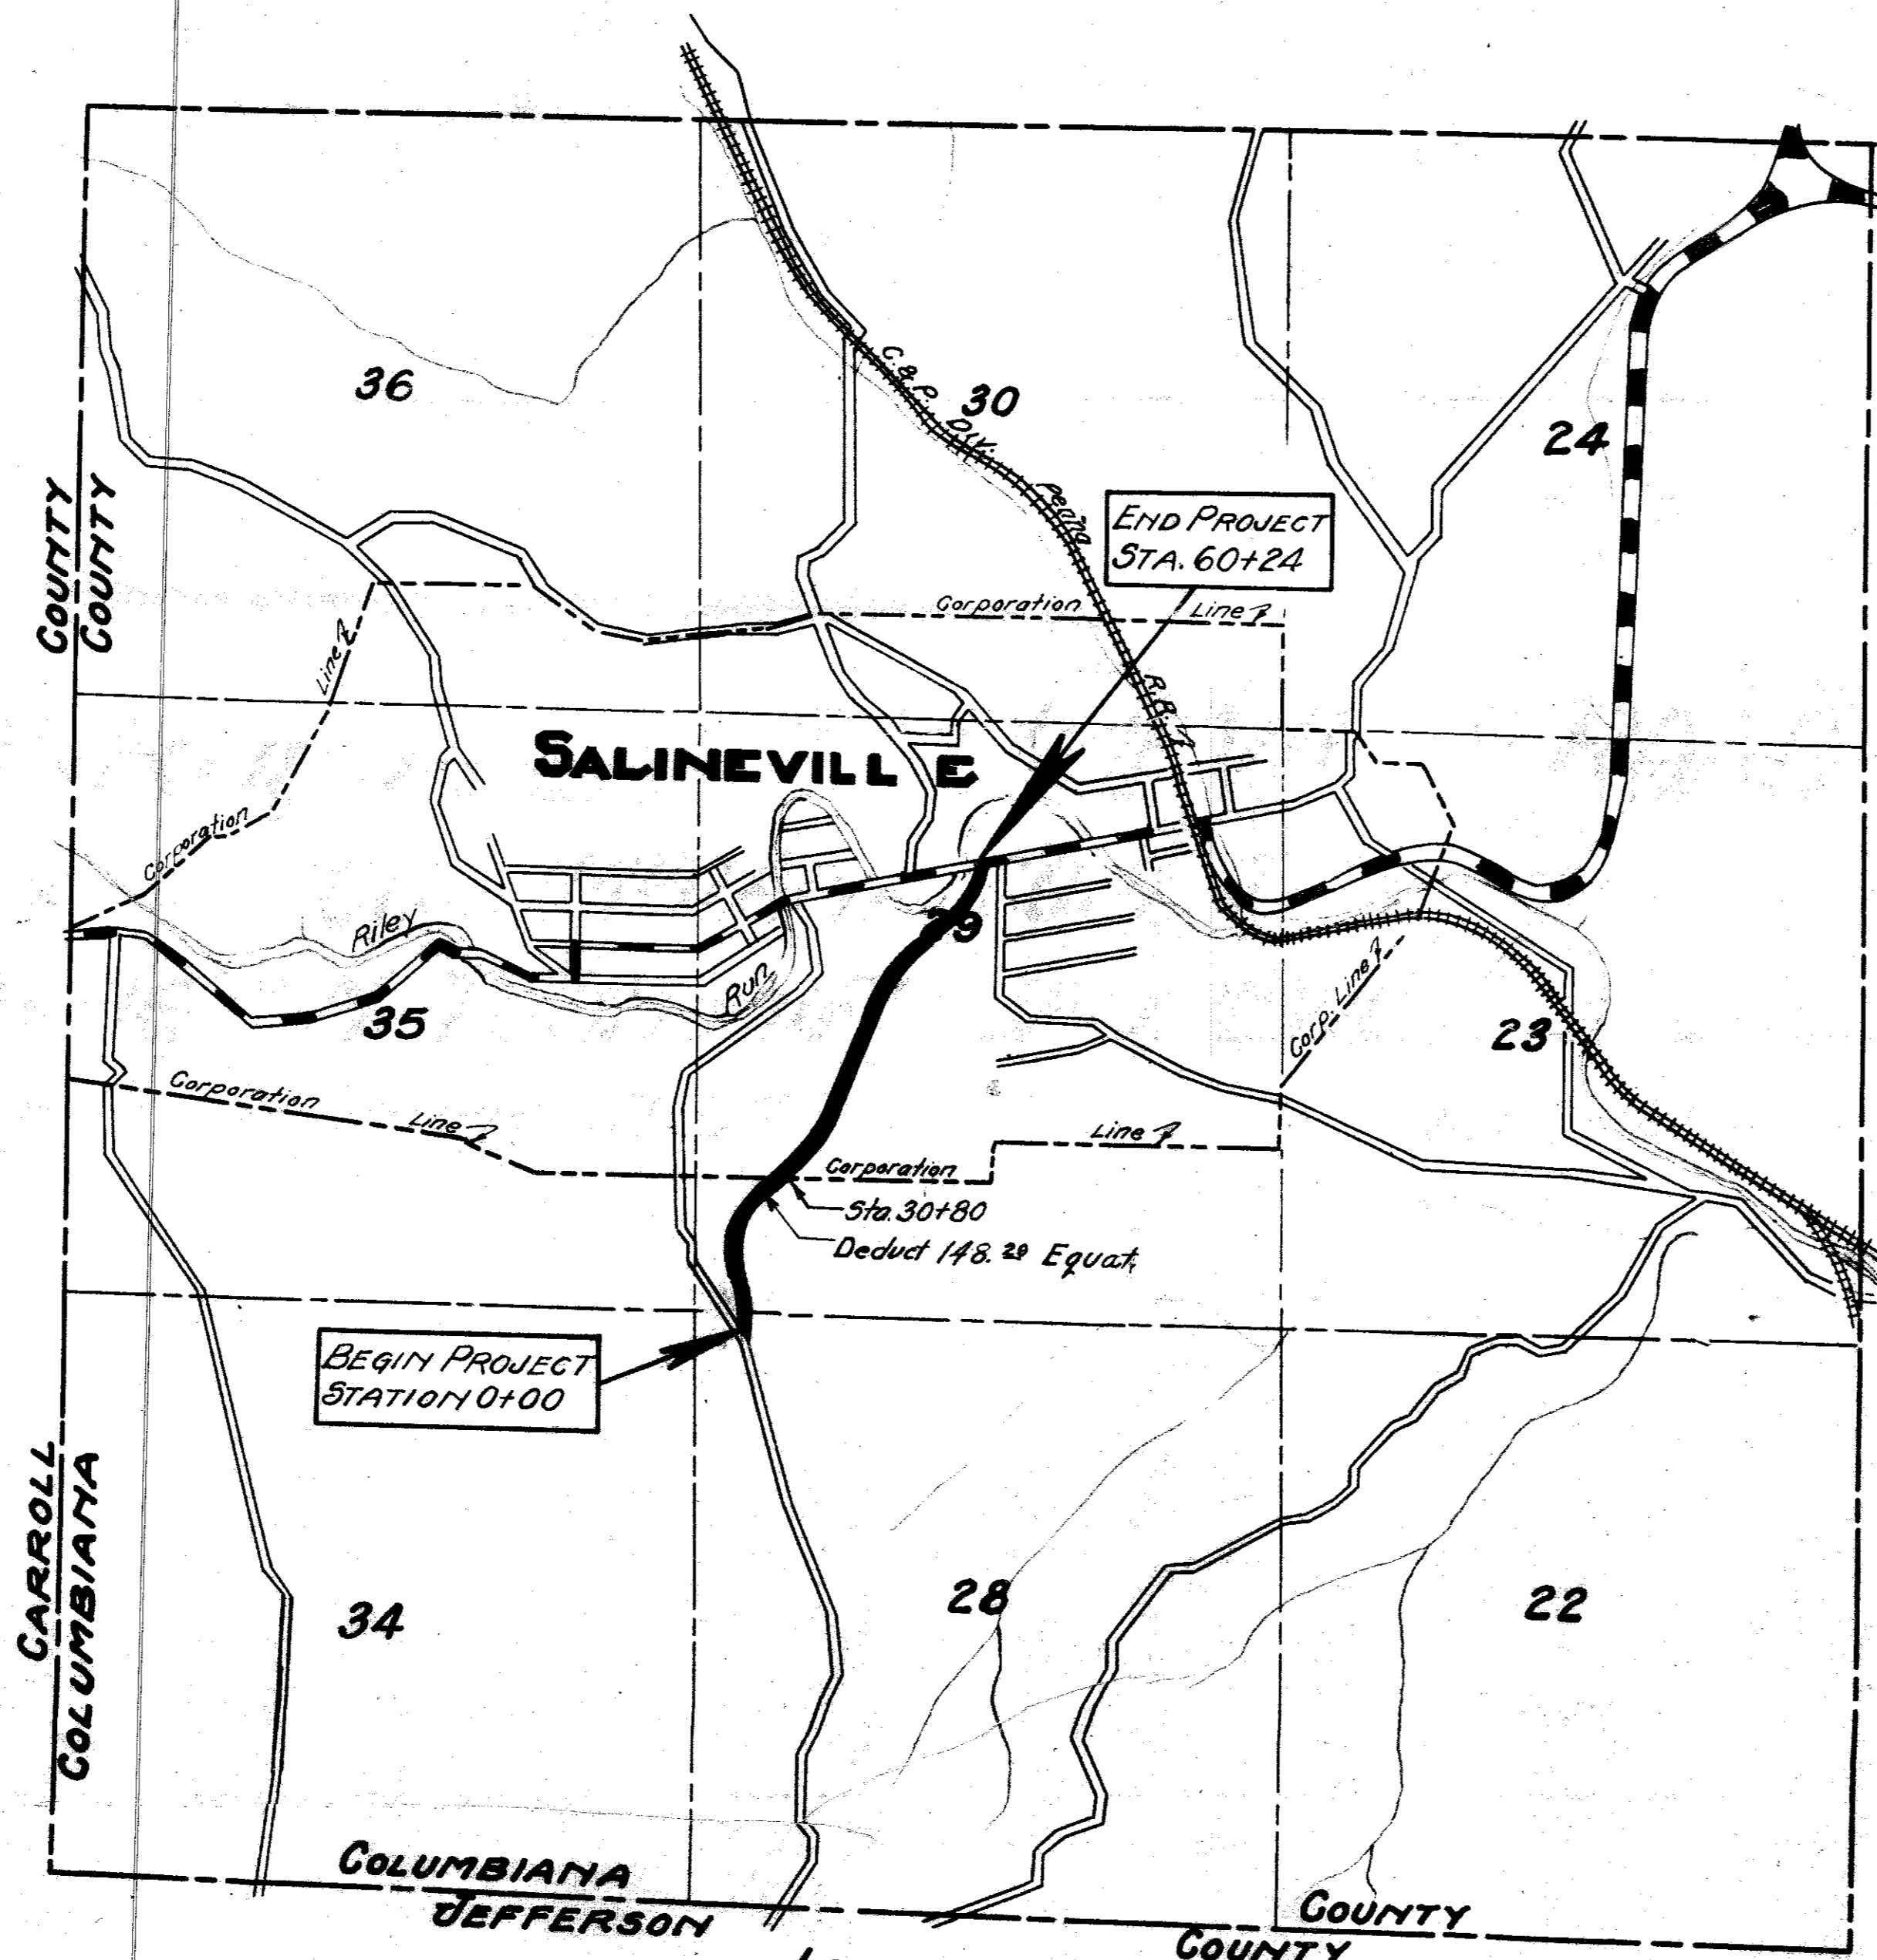 36
C.&P. Div. Penna. R.R.
30
24
COUNTY
COUNTY
END PROJECT
STA. 60+24
Corporation Line
Line
SALINEVILLE
Corporation
29
Riley Run
35
23
Corp. Line
Corporation Line
Line
Corporation
Sta. 30+80
Deduct 148.29 Equat.
BEGIN PROJECT
STATION 0+00
CARROLL
COLUMBIANA
34
28
22
COLUMBIANA COUNTY
JEFFERSON COUNTY